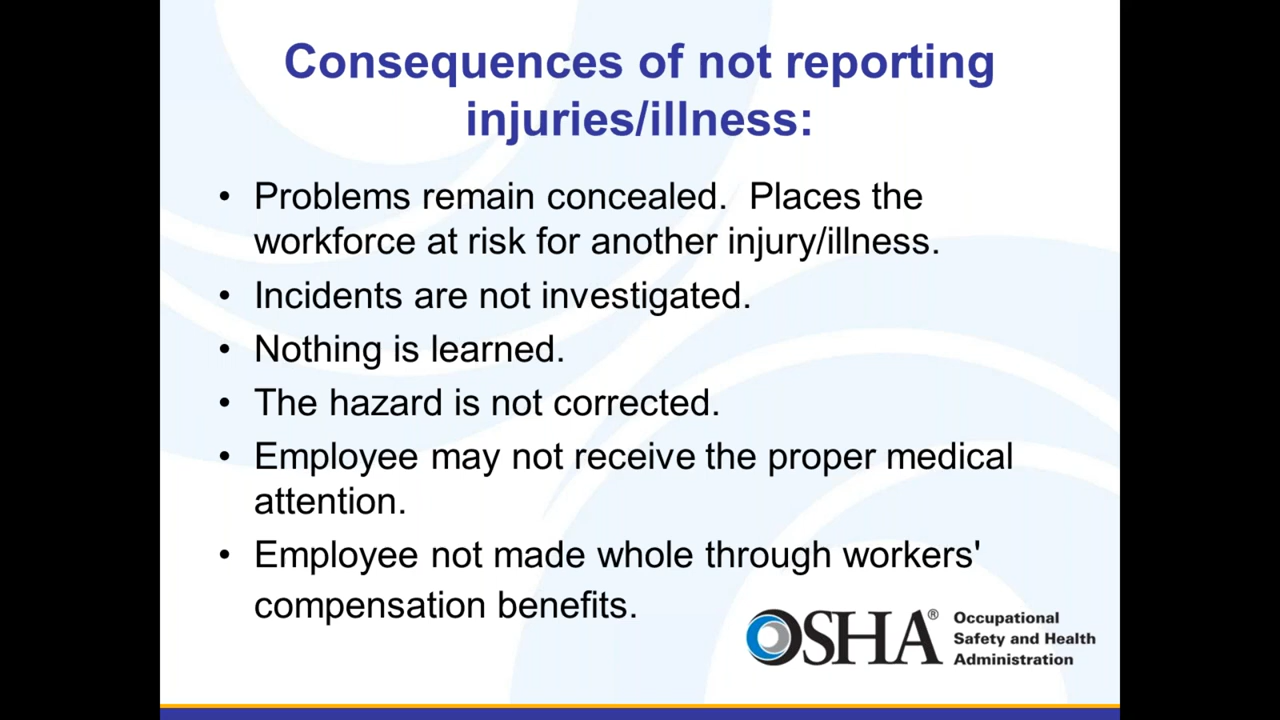 Consequences of not reporting
injuries/illness:
• Problems remain concealed.  Places the
workforce at risk for another injury/illness.
• Incidents are not investigated.
• Nothing is learned.
• The hazard is not corrected.
• Employee may not receive the proper medical
attention.
• Employee not made whole through workers'
compensation benefits.
OSHA®
Occupational
Safety and Health
Administration